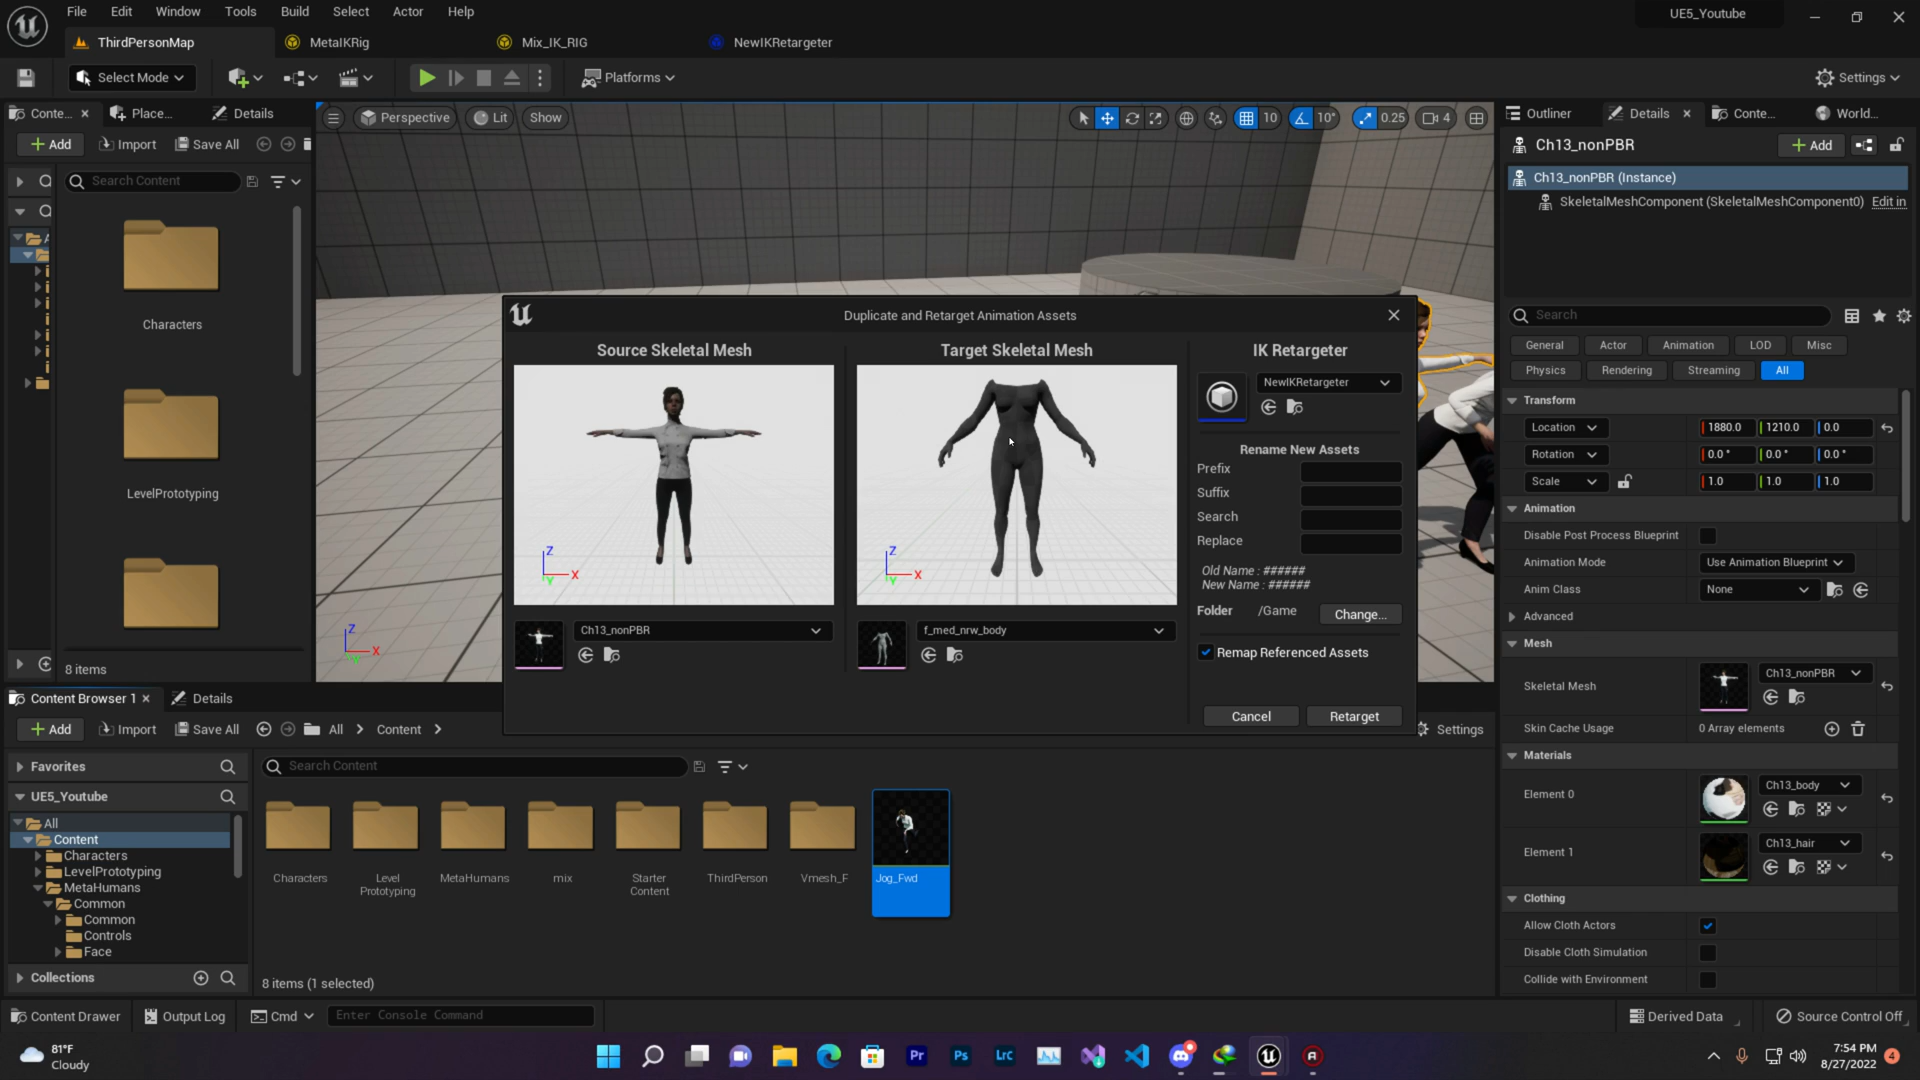 File Edit Window Tools Build Select Actor Help
UE5_Youtube
ThirdPersonMap
MetaIKRig
Mix_IK_RIG
NewIKRetargeter
Select Mode
Platforms
Settings
Conte...
Place...
Details
Add
Import
Save All
Search Content
Characters
LevelPrototyping
8 items
Perspective
Lit
Show
10
10°
0.25
4
Z
X
Y
Duplicate and Retarget Animation Assets
Source Skeletal Mesh
Z
X
Y
Ch13_nonPBR
Target Skeletal Mesh
Z
X
Y
f_med_nrw_body
IK Retargeter
NewIKRetargeter
Rename New Assets
Prefix
Suffix
Search
Replace
Old Name : ######
New Name : ######
Folder /Game Change...
Remap Referenced Assets
Cancel Retarget
Outliner
Details
Conte...
World...
Ch13_nonPBR
Add
Ch13_nonPBR (Instance)
SkeletalMeshComponent (SkeletalMeshComponent0) Edit in
Search
General Actor Animation LOD Misc
Physics Rendering Streaming All
Transform
Location 1880.0 1210.0 0.0
Rotation 0.0 ° 0.0 ° 0.0 °
Scale 1.0 1.0 1.0
Animation
Disable Post Process Blueprint
Animation Mode Use Animation Blueprint
Anim Class None
Advanced
Mesh
Skeletal Mesh Ch13_nonPBR
Skin Cache Usage 0 Array elements
Materials
Element 0 Ch13_body
Element 1 Ch13_hair
Clothing
Allow Cloth Actors
Disable Cloth Simulation
Collide with Environment
Content Browser 1
Details
Add
Import
Save All
All
Content
Settings
Favorites
UE5_Youtube
All
Content
Characters
LevelPrototyping
MetaHumans
Common
Common
Controls
Face
Collections
Search Content
Characters
Level
Prototyping
MetaHumans
mix
Starter
Content
ThirdPerson
Vmesh_F
Jog_Fwd
8 items (1 selected)
Content Drawer
Output Log
Cmd
Enter Console Command
Derived Data
Source Control Off
81°F
Cloudy
Pr
Ps
Lrc
7:54 PM
8/27/2022
4